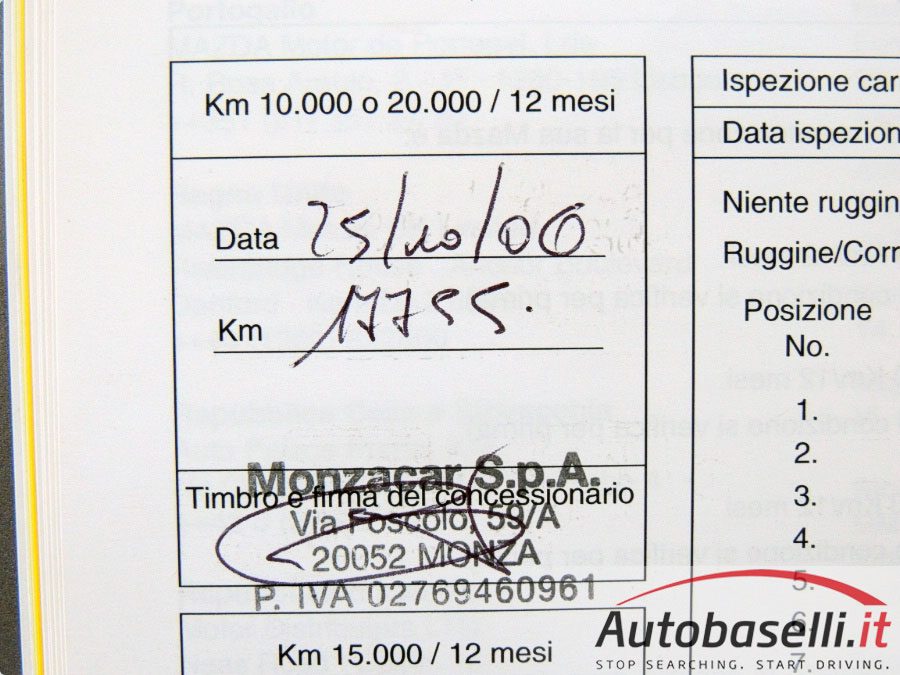 Km 10.000 o 20.000 / 12 mesi
Data 25/10/00
Km 17755.
Monzacar S.p.A.
Timbro e firma del concessionario
Via Foscolo, 59/A
20052 MONZA
P. IVA 02769460961
Km 15.000 / 12 mesi
Ispezione car
Data ispezion
Niente ruggin
Ruggine/Corr
Posizione
No.
1.
2.
3.
4.
5.
6.
7.
Autobaselli.it
STOP SEARCHING. START DRIVING.